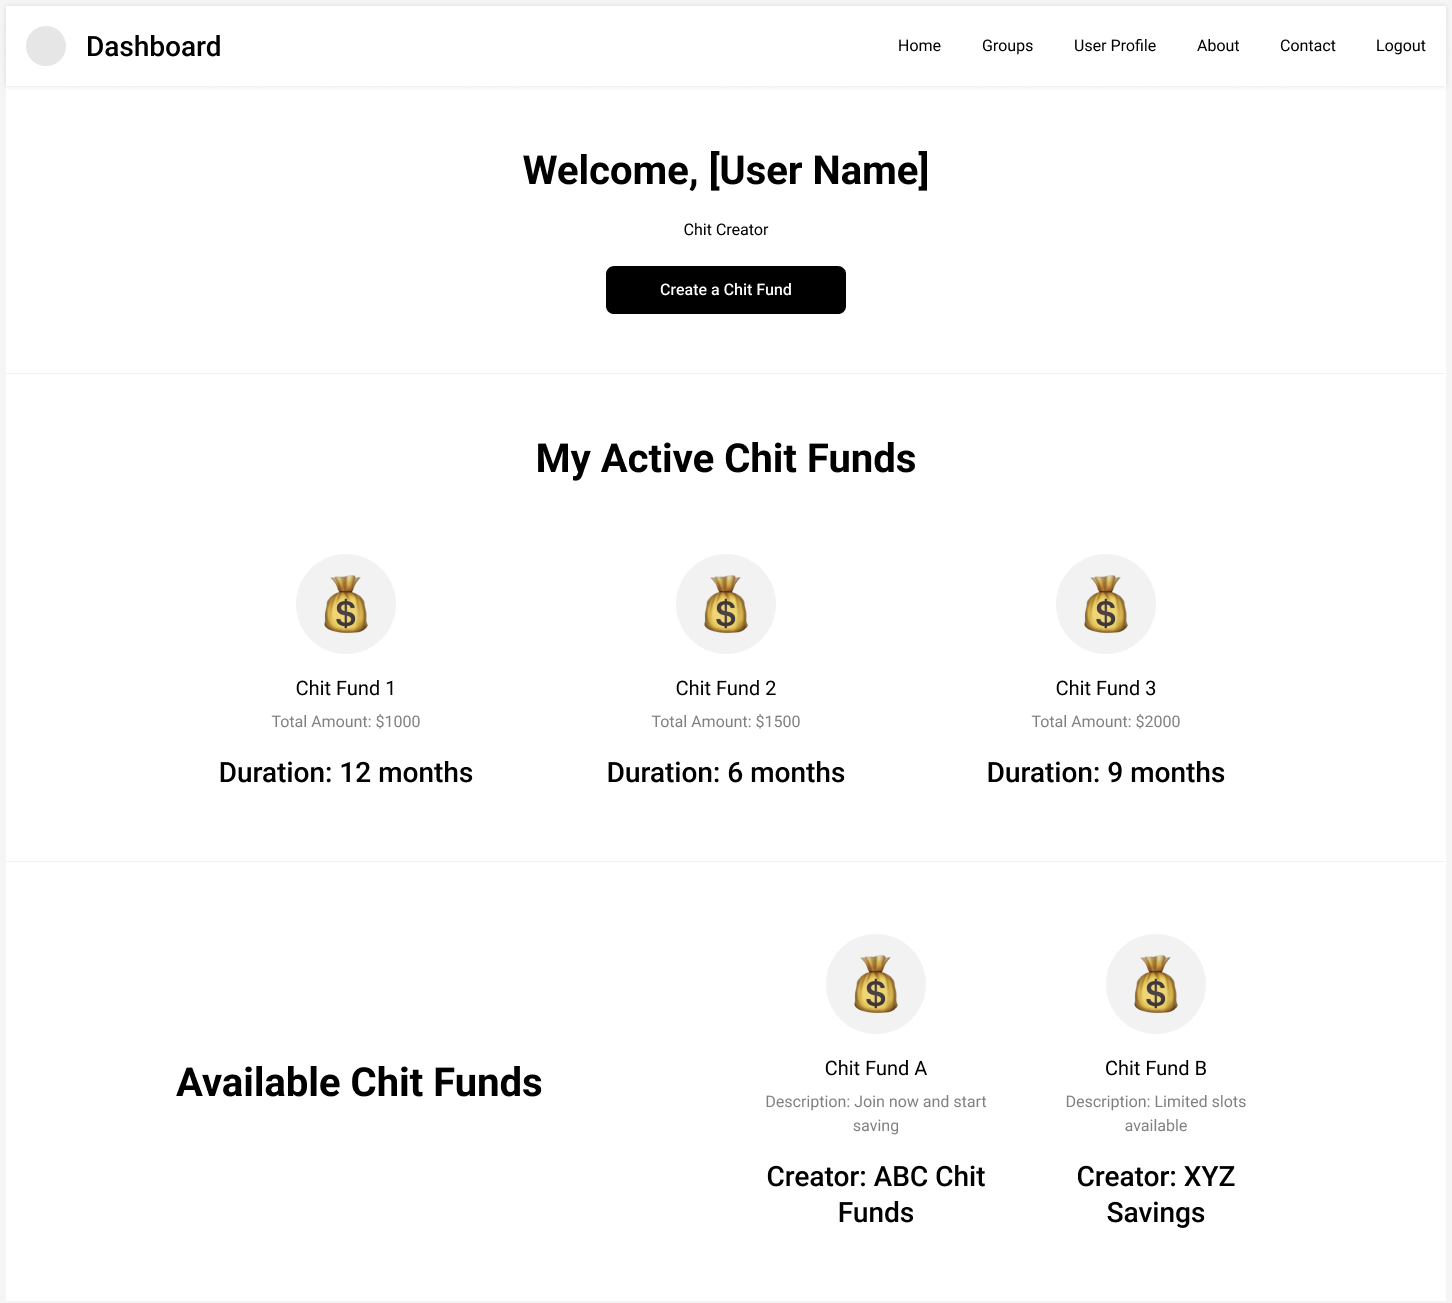 Dashboard
Home
Groups
User Profile
About
Contact
Logout
Welcome, [User Name]
Chit Creator
Create a Chit Fund
My Active Chit Funds
$
Chit Fund 1
Total Amount: $1000
Duration: 12 months
$
Chit Fund 2
Total Amount: $1500
Duration: 6 months
$
Chit Fund 3
Total Amount: $2000
Duration: 9 months
Available Chit Funds
$
Chit Fund A
Description: Join now and start
saving
Creator: ABC Chit
Funds
$
Chit Fund B
Description: Limited slots
available
Creator: XYZ
Savings